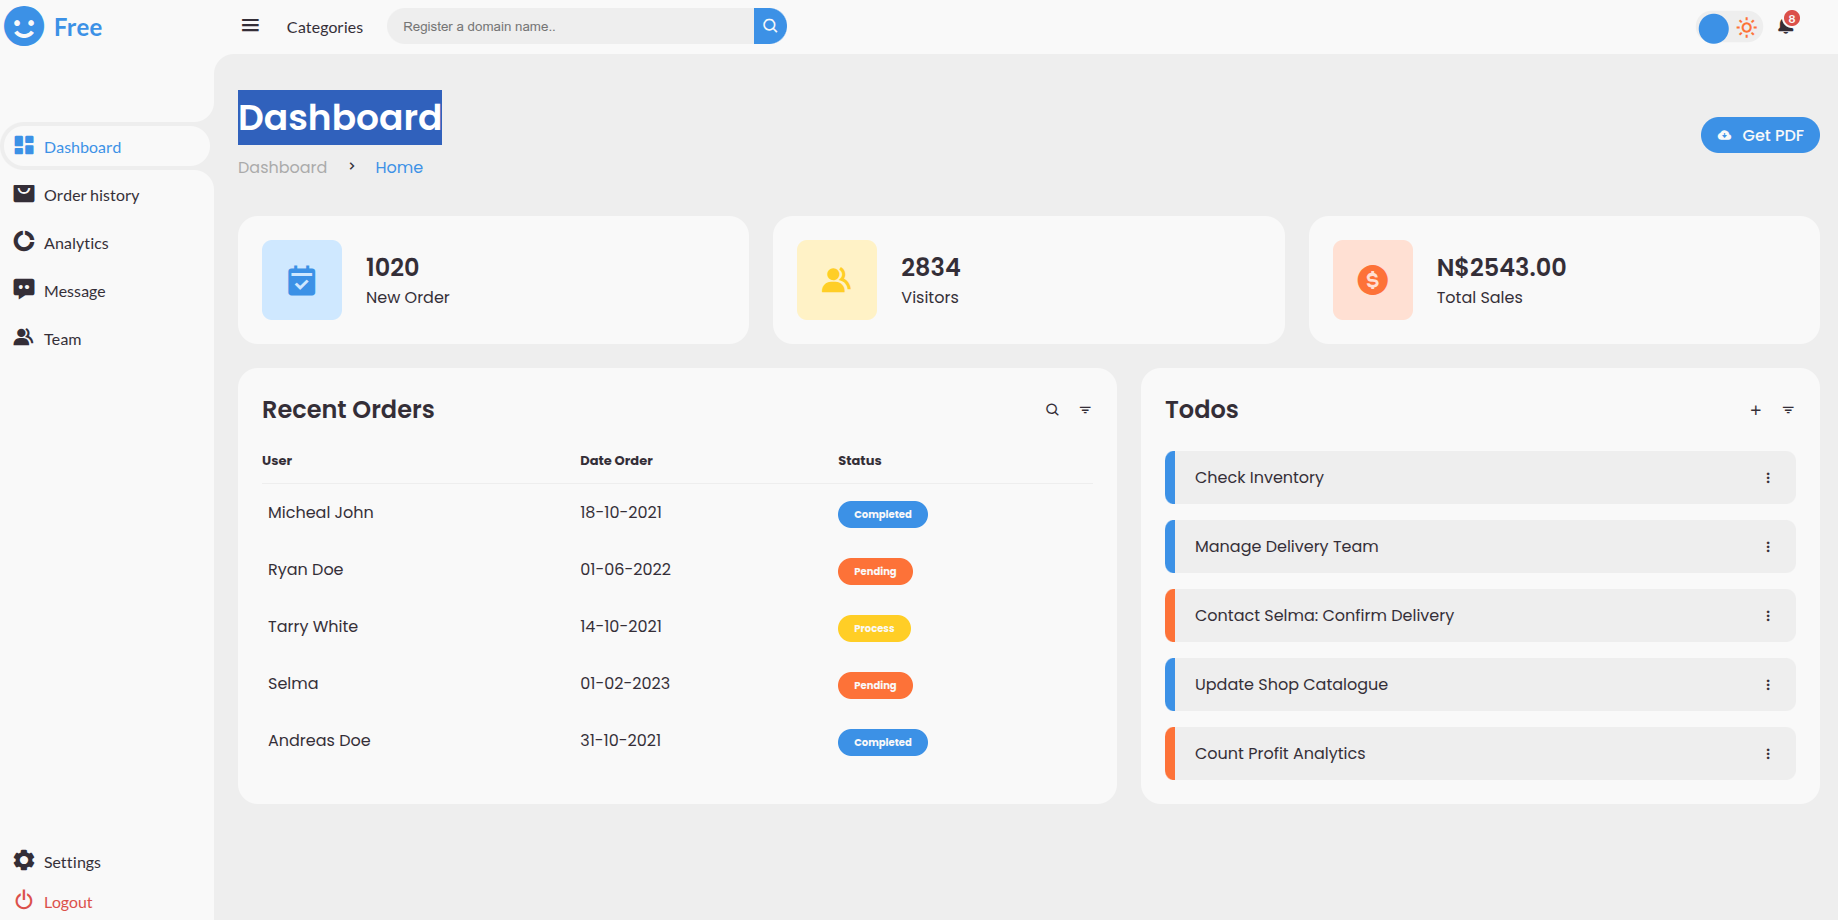 Free
Categories
Register a domain name..
8
Dashboard
Order history
Analytics
Message
Team
Settings
Logout
Dashboard
Dashboard > Home
Get PDF
1020
New Order
2834
Visitors
N$2543.00
Total Sales
Recent Orders
User Date Order Status
Micheal John 18-10-2021 Completed
Ryan Doe 01-06-2022 Pending
Tarry White 14-10-2021 Process
Selma 01-02-2023 Pending
Andreas Doe 31-10-2021 Completed
Todos
Check Inventory
Manage Delivery Team
Contact Selma: Confirm Delivery
Update Shop Catalogue
Count Profit Analytics